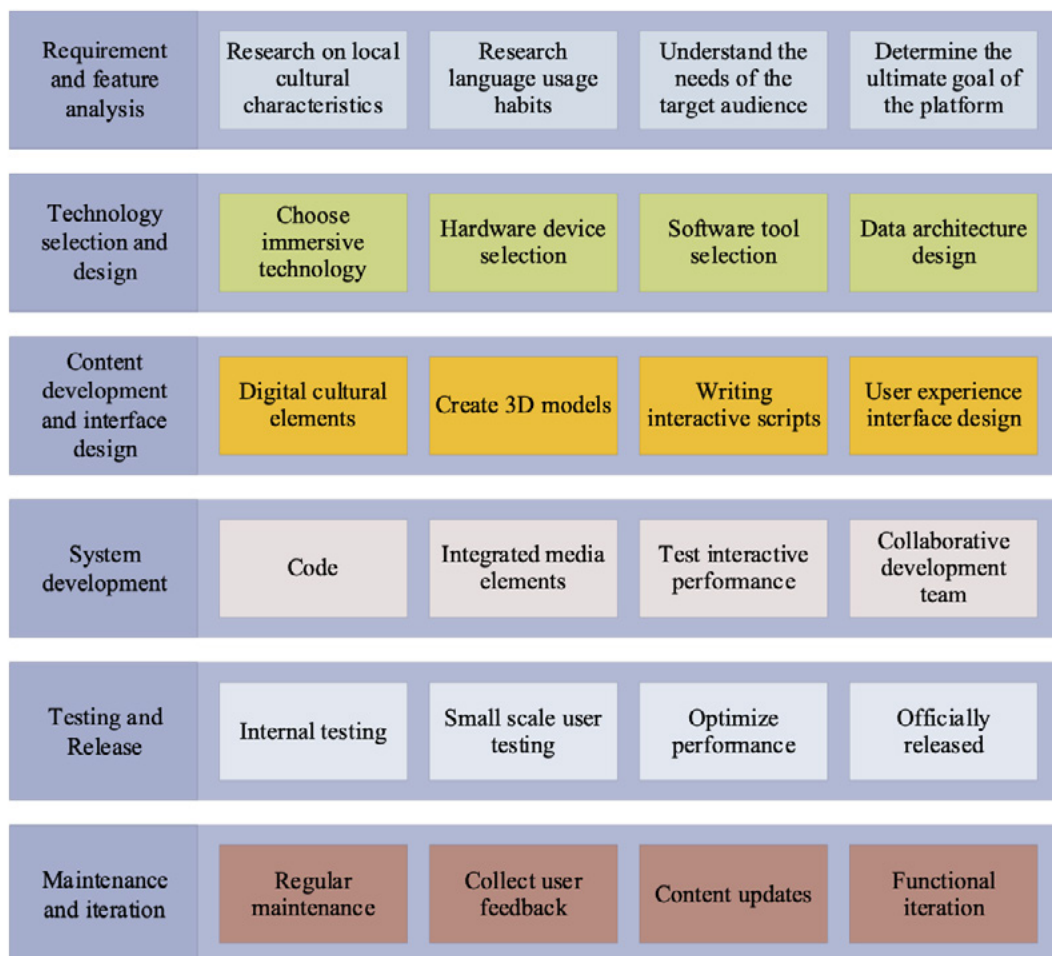 Requirement
and feature
analysis
Research on local
cultural
characteristics
Research
language usage
habits
Understand the
needs of the
target audience
Determine the
ultimate goal of
the platform
Technology
selection and
design
Choose
immersive
technology
Hardware device
selection
Software tool
selection
Data architecture
design
Content
development
and interface
design
Digital cultural
elements
Create 3D models
Writing
interactive scripts
User experience
interface design
System
development
Code
Integrated media
elements
Test interactive
performance
Collaborative
development
team
Testing and
Release
Internal testing
Small scale user
testing
Optimize
performance
Officially
released
Maintenance
and iteration
Regular
maintenance
Collect user
feedback
Content updates
Functional
iteration